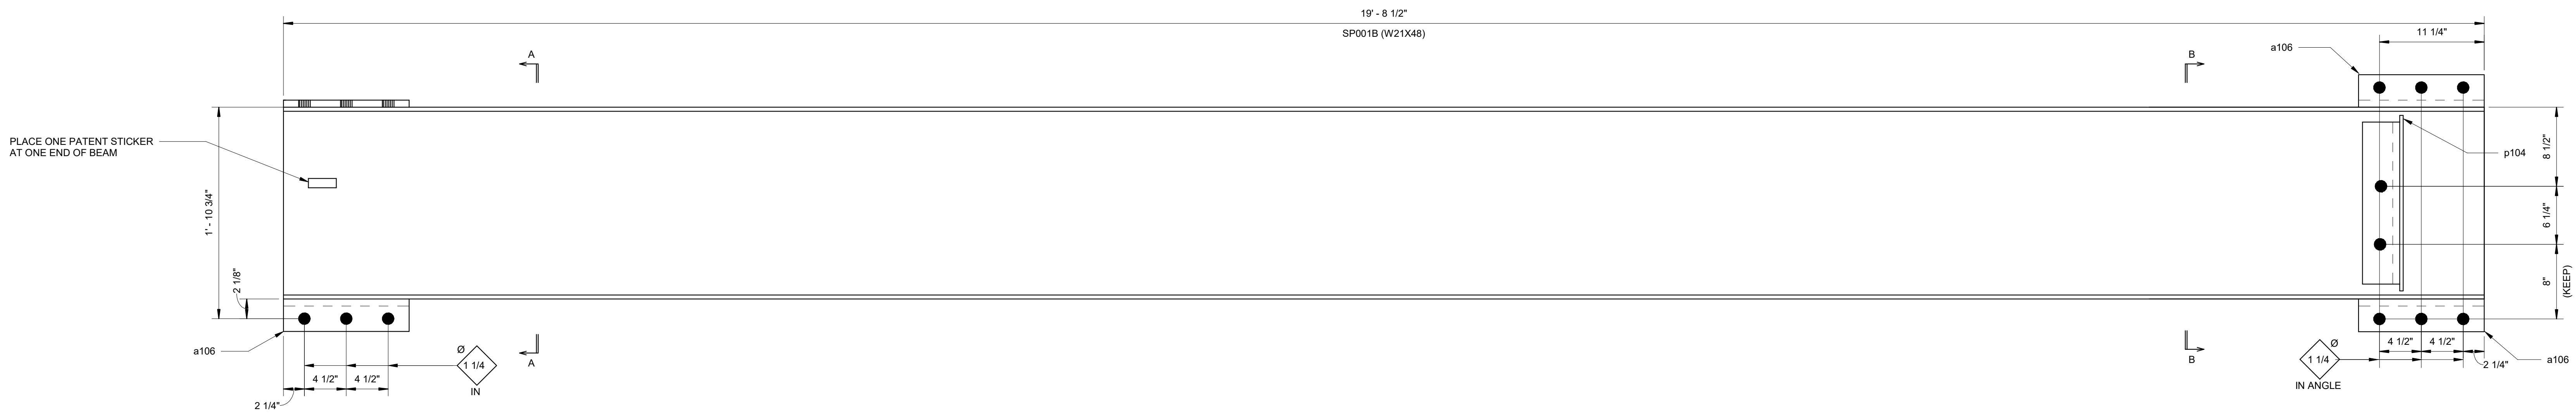 19' - 8 1/2"
SP001B (W21X48)
11 1/4"
A
B
a106
PLACE ONE PATENT STICKER
AT ONE END OF BEAM
p104
8 1/2"
1' - 10 3/4"
6 1/4"
2 1/8"
8"
(KEEP)
a106
A
B
Ø
1 1/4
IN
4 1/2"
4 1/2"
2 1/4"
Ø
1 1/4
IN ANGLE
4 1/2"
4 1/2"
2 1/4"
a106